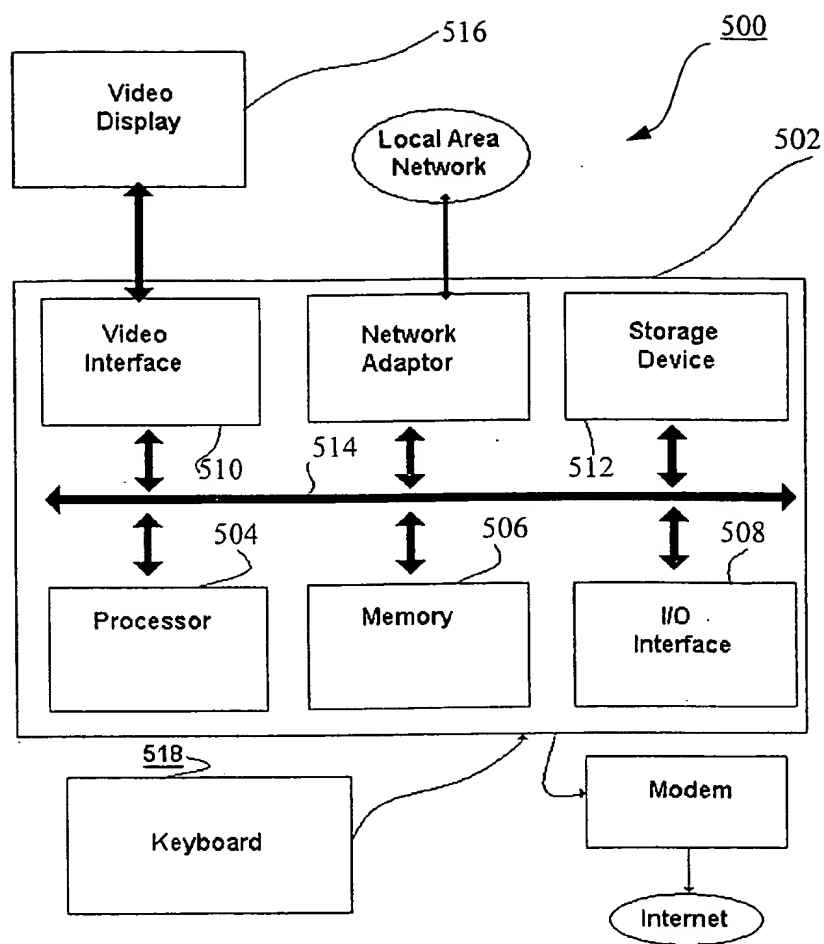 516
500
Video
Display
Local Area
Network
502
Video
Interface
Network
Adaptor
Storage
Device
510
514
512
504
506
508
Processor
Memory
I/O
Interface
518
Keyboard
Modem
Internet